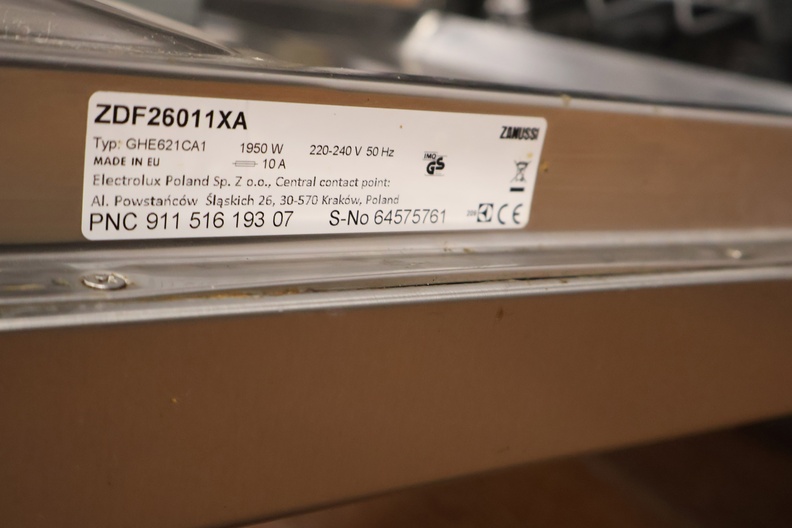 ZDF26011XA
ZANUSSI
Typ: GHE621CA1 1950 W 220-240 V 50 Hz
MADE IN EU 10 A
GS
Electrolux Poland Sp. Z o.o., Central contact point:
Al. Powstańców Śląskich 26, 30-570 Kraków, Poland
PNC 911 516 193 07 S-No 64575761
CE